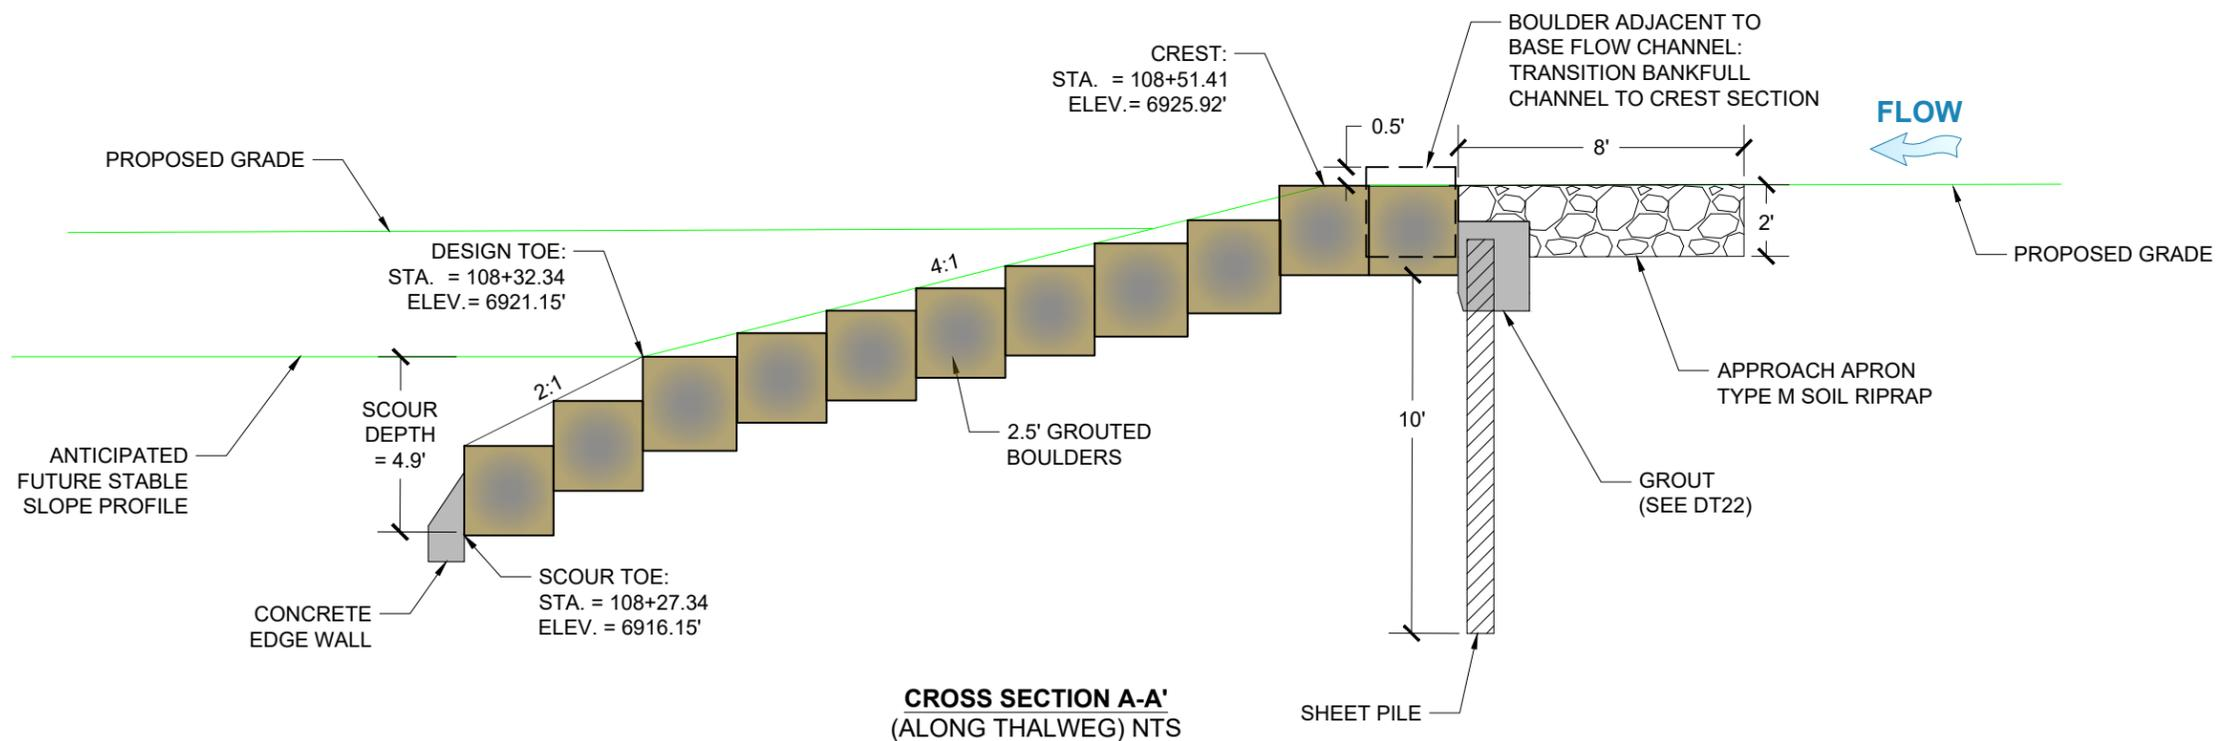 BOULDER ADJACENT TO
BASE FLOW CHANNEL:
TRANSITION BANKFULL
CHANNEL TO CREST SECTION
CREST:
STA. = 108+51.41
ELEV.= 6925.92'
FLOW
0.5'
8'
PROPOSED GRADE
2'
PROPOSED GRADE
DESIGN TOE:
STA. = 108+32.34
ELEV.= 6921.15'
4:1
2:1
SCOUR
DEPTH
= 4.9'
APPROACH APRON
TYPE M SOIL RIPRAP
10'
2.5' GROUTED
BOULDERS
ANTICIPATED
FUTURE STABLE
SLOPE PROFILE
GROUT
(SEE DT22)
SCOUR TOE:
STA. = 108+27.34
ELEV. = 6916.15'
CONCRETE
EDGE WALL
SHEET PILE
CROSS SECTION A-A'
(ALONG THALWEG) NTS